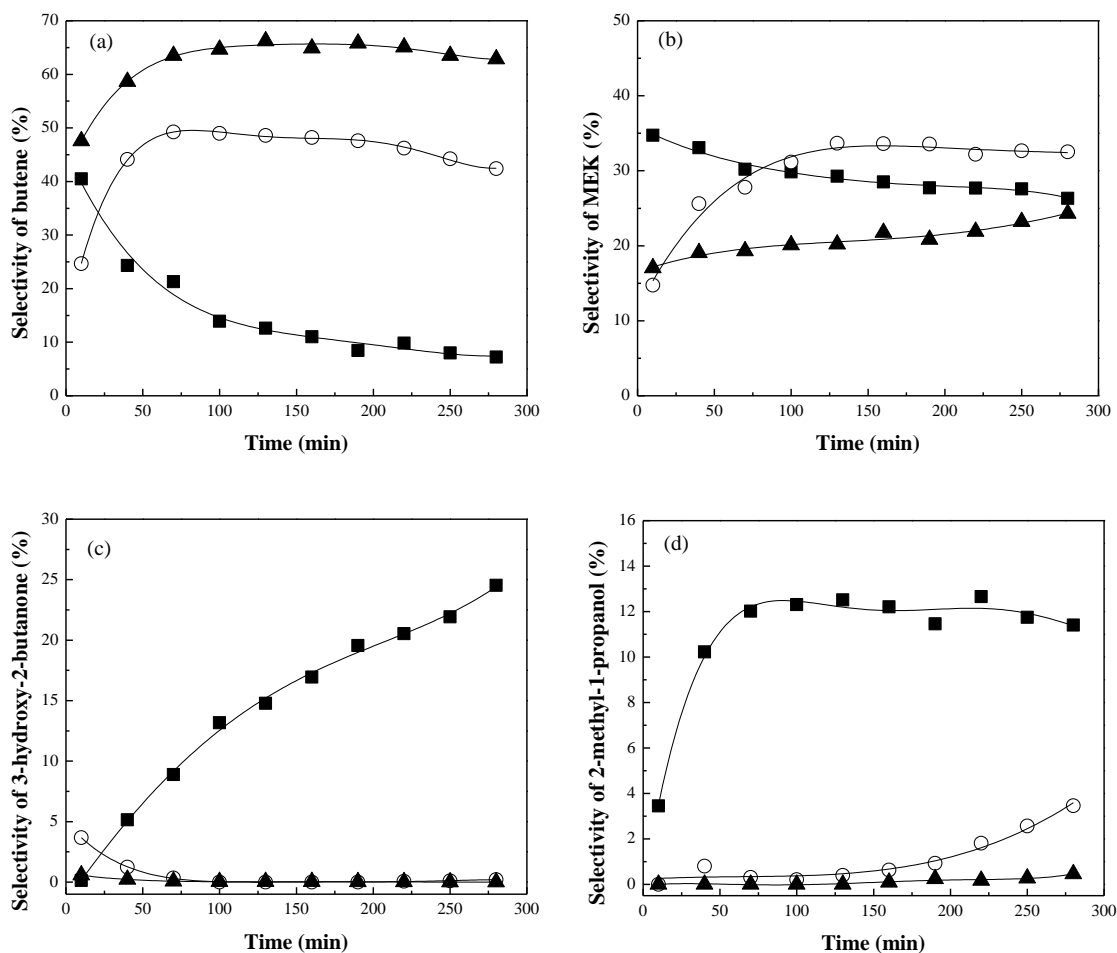 (a)
Selectivity of butene (%)
70
60
50
40
30
20
10
0
0 50 100 150 200 250 300
Time (min)
(b)
Selectivity of MEK (%)
50
40
30
20
10
0
0 50 100 150 200 250 300
Time (min)
(c)
Selectivity of 3-hydroxy-2-butanone (%)
30
25
20
15
10
5
0
0 50 100 150 200 250 300
Time (min)
(d)
Selectivity of 2-methyl-1-propanol (%)
16
14
12
10
8
6
4
2
0
0 50 100 150 200 250 300
Time (min)